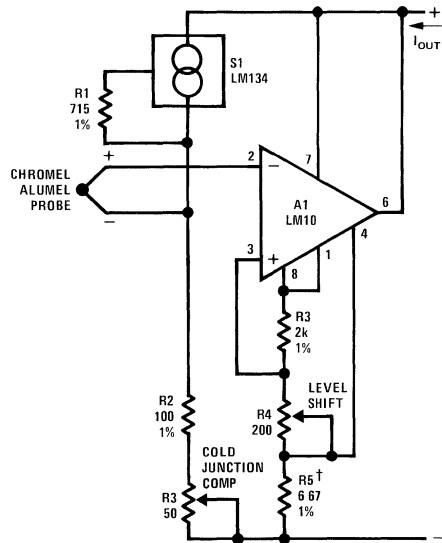 +
I OUT
S1
LM134
R1
715
1%
+
CHROMEL
ALUMEL
PROBE
−
2
−
7
A1
LM10
6
4
3
+
8
1
R3
2k
1%
R2
100
1%
LEVEL
SHIFT
R4
200
COLD
JUNCTION
COMP
R3
50
R5†
6 67
1%
−